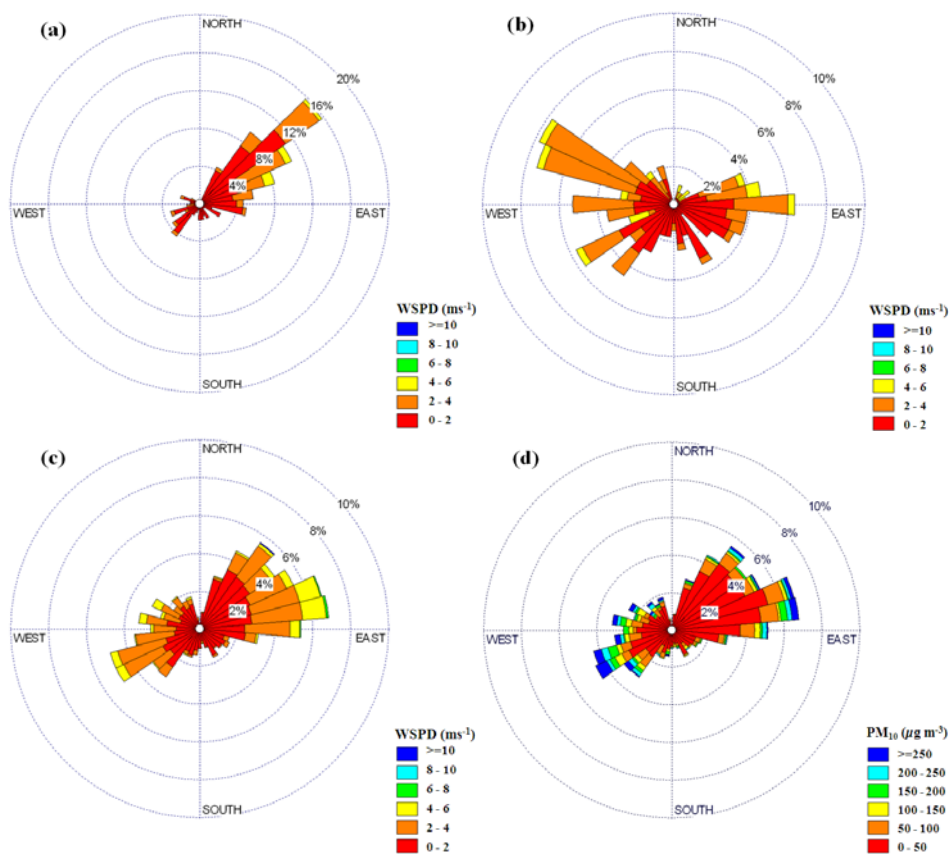 (a)
NORTH
20%
16%
12%
8%
4%
WEST
EAST
SOUTH
WSPD (ms-1)
>=10
8 - 10
6 - 8
4 - 6
2 - 4
0 - 2
(b)
NORTH
10%
8%
6%
4%
2%
WEST
EAST
SOUTH
WSPD (ms-1)
>=10
8 - 10
6 - 8
4 - 6
2 - 4
0 - 2
(c)
NORTH
10%
8%
6%
4%
2%
WEST
EAST
SOUTH
WSPD (ms-1)
>=10
8 - 10
6 - 8
4 - 6
2 - 4
0 - 2
(d)
NORTH
10%
8%
6%
4%
2%
WEST
EAST
SOUTH
PM10 (µg m-3)
>=250
200 - 250
150 - 200
100 - 150
50 - 100
0 - 50